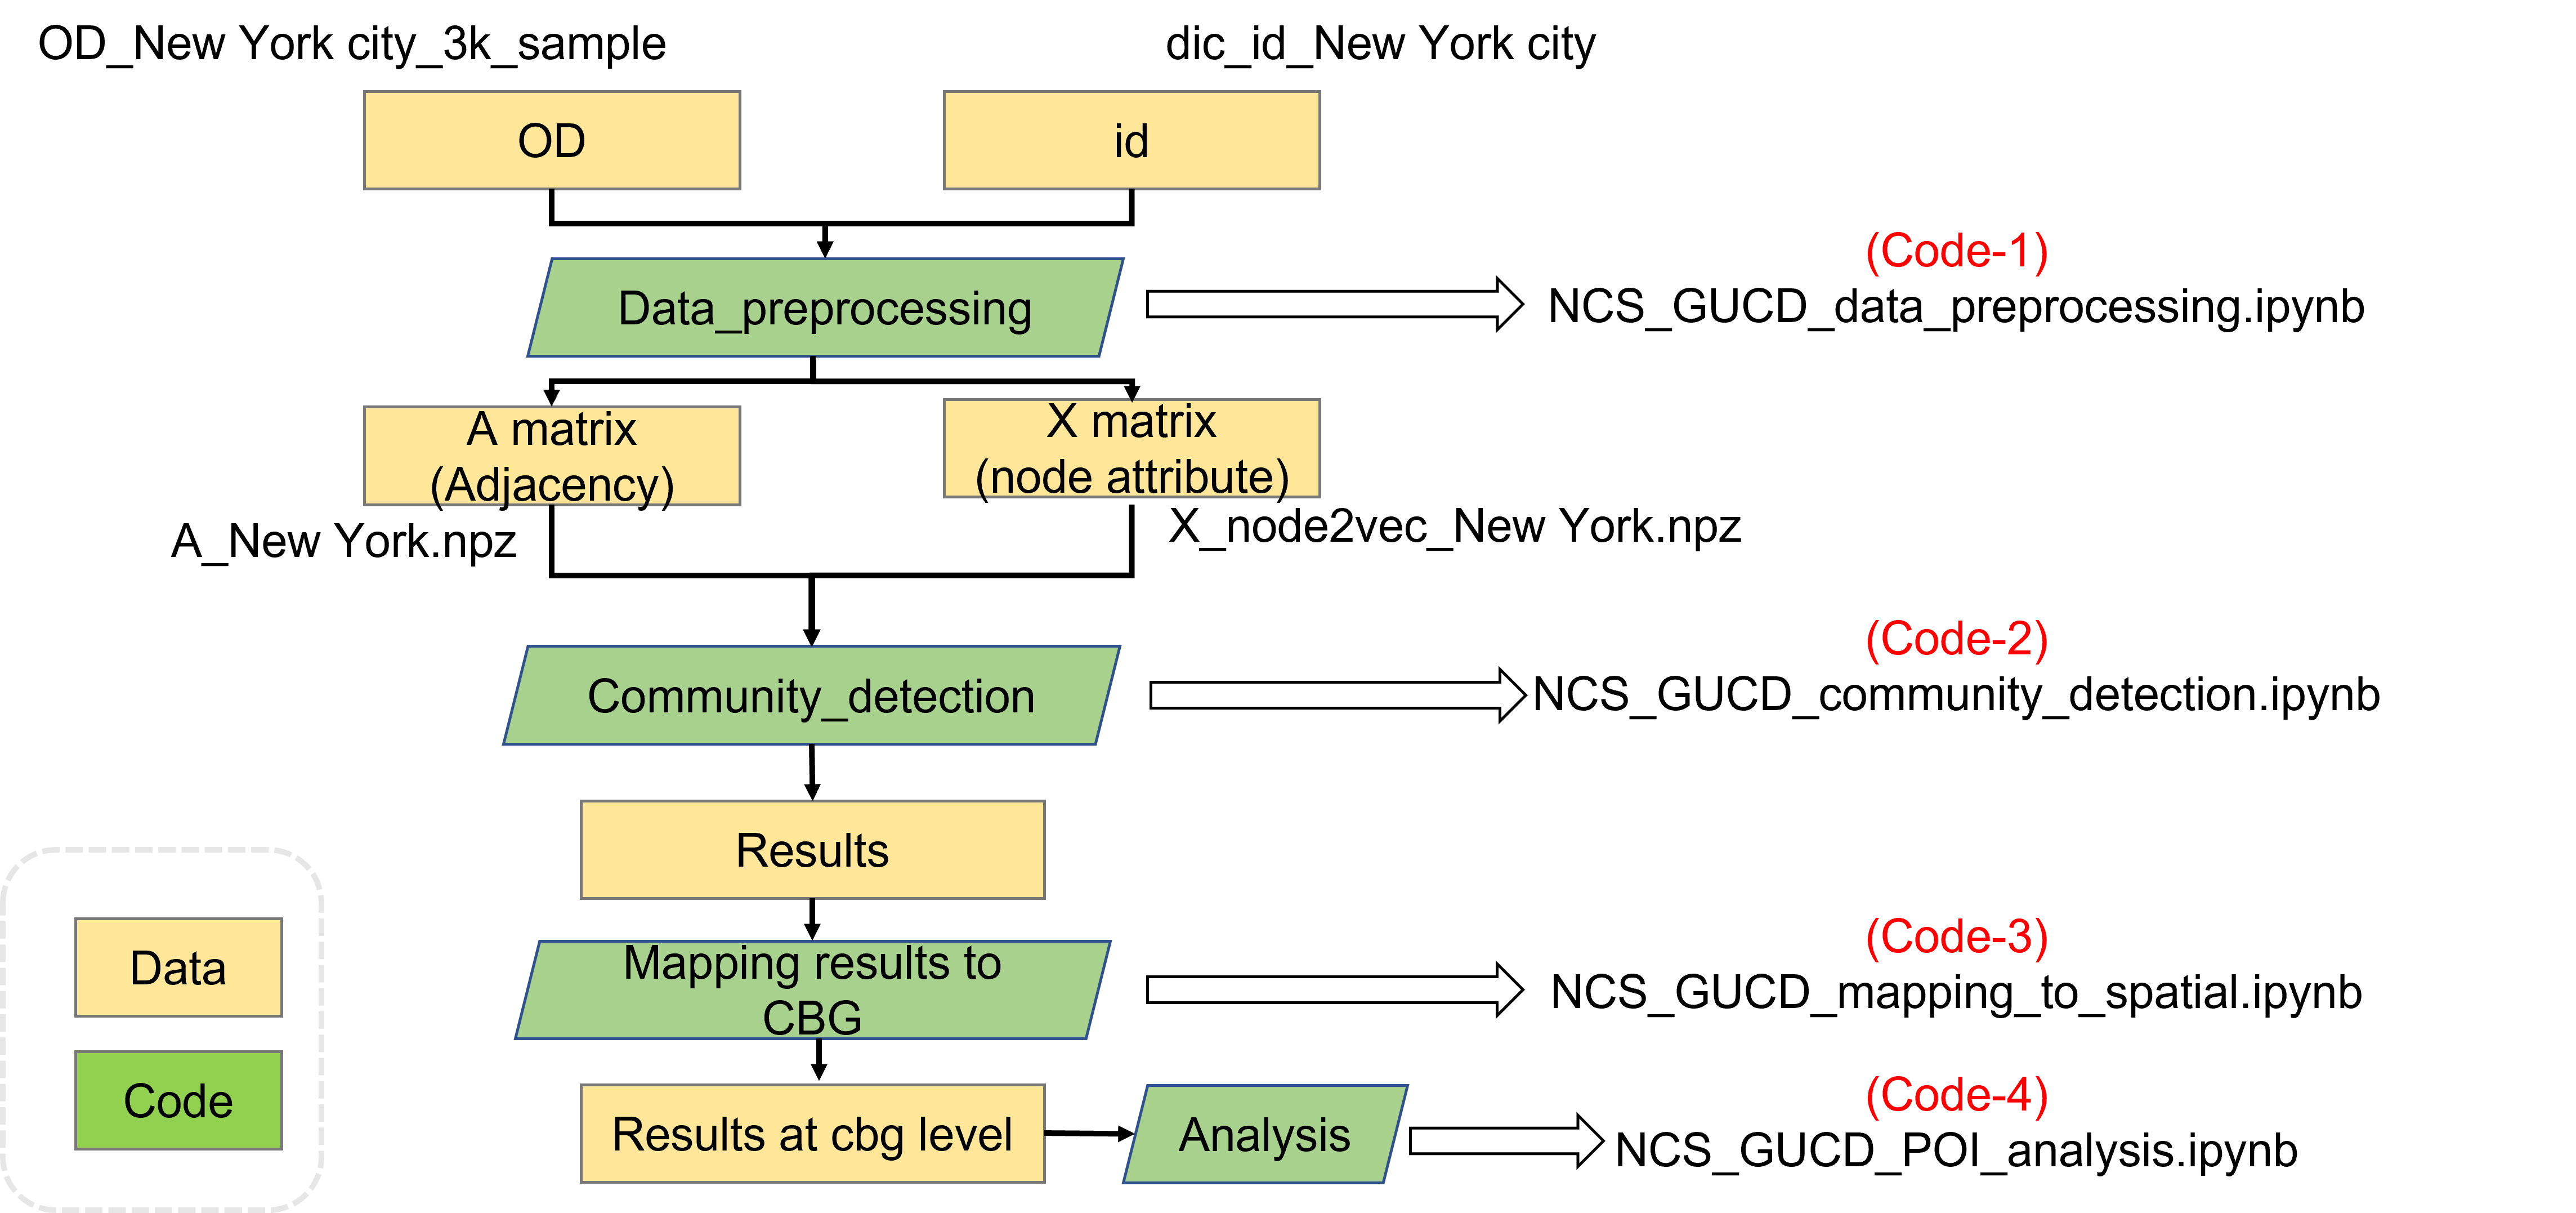 OD_New York city_3k_sample
dic_id_New York city
OD
id
(Code-1)
Data_preprocessing
NCS_GUCD_data_preprocessing.ipynb
A matrix
(Adjacency)
X matrix
(node attribute)
A_New York.npz
X_node2vec_New York.npz
(Code-2)
Community_detection
NCS_GUCD_community_detection.ipynb
Results
(Code-3)
Mapping results to
CBG
NCS_GUCD_mapping_to_spatial.ipynb
Data
Code
(Code-4)
Results at cbg level
Analysis
NCS_GUCD_POI_analysis.ipynb